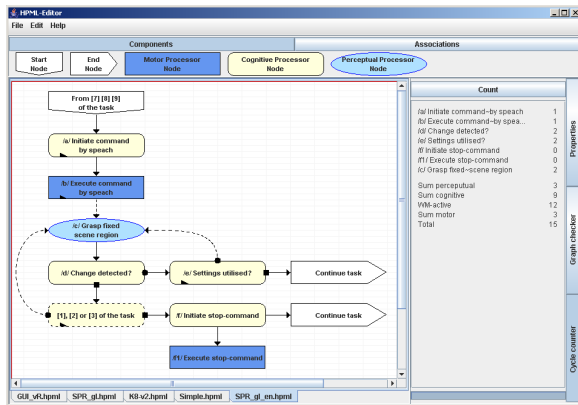 HPML-Editor
File Edit Help
Components Associations
Start Node
End Node
Motor Processor Node
Cognitive Processor Node
Perceptual Processor Node
From [7] [8] [9]
of the task
/a/ Initiate command
by speach
/b/ Execute command
by speach
/c/ Grasp fixed
scene region
/d/ Change detected?
/e/ Settings utilised?
Continue task
[1], [2] or [3] of the task
/f/ Initiate stop-command
Continue task
/f1/ Execute stop-command
Count
/a/ Initiate command~by speach 1
/b/ Execute command~by spea... 1
/d/ Change detected? 2
/e/ Settings utilised? 2
/f/ Initiate stop-command 0
/f1/ Execute stop-command 0
/c/ Grasp fixed~scene region 2
Sum perceputual 3
Sum cognitive 9
WM-active 12
Sum motor 3
Total 15
Properties
Graph checker
Cycle counter
GUI_vR.hpml SPR_gl.hpml K8-v2.hpml Simple.hpml SPR_gl_en.hpml